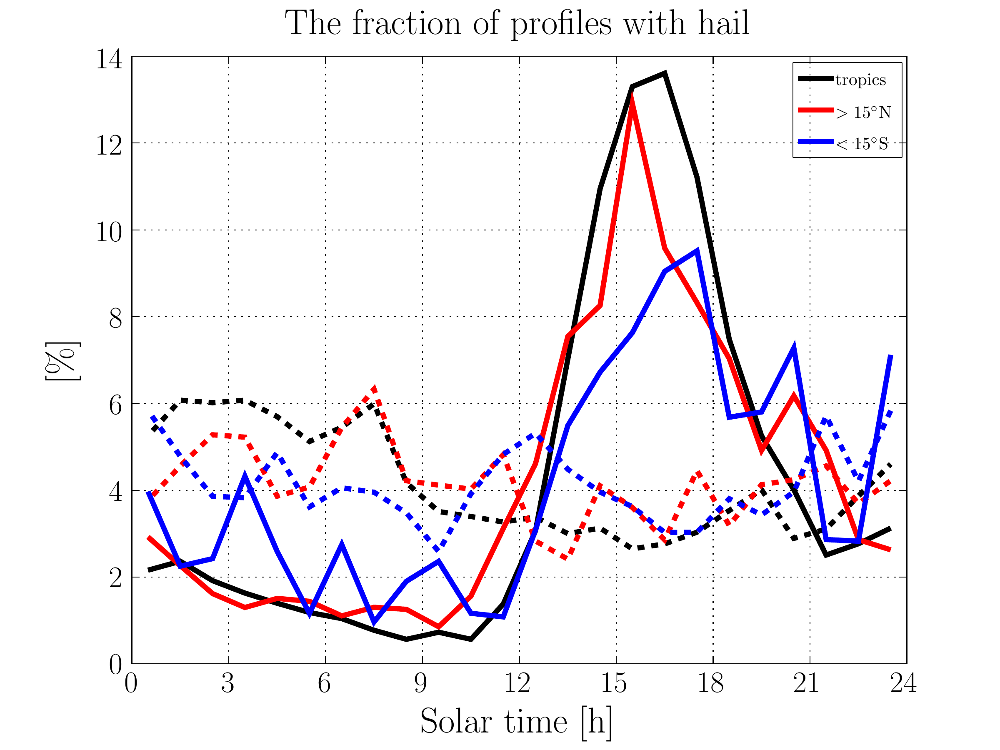 The fraction of profiles with hail
14
12
10
8
6
4
2
0
[%]
tropics
> 15°N
< 15°S
0 3 6 9 12 15 18 21 24
Solar time [h]